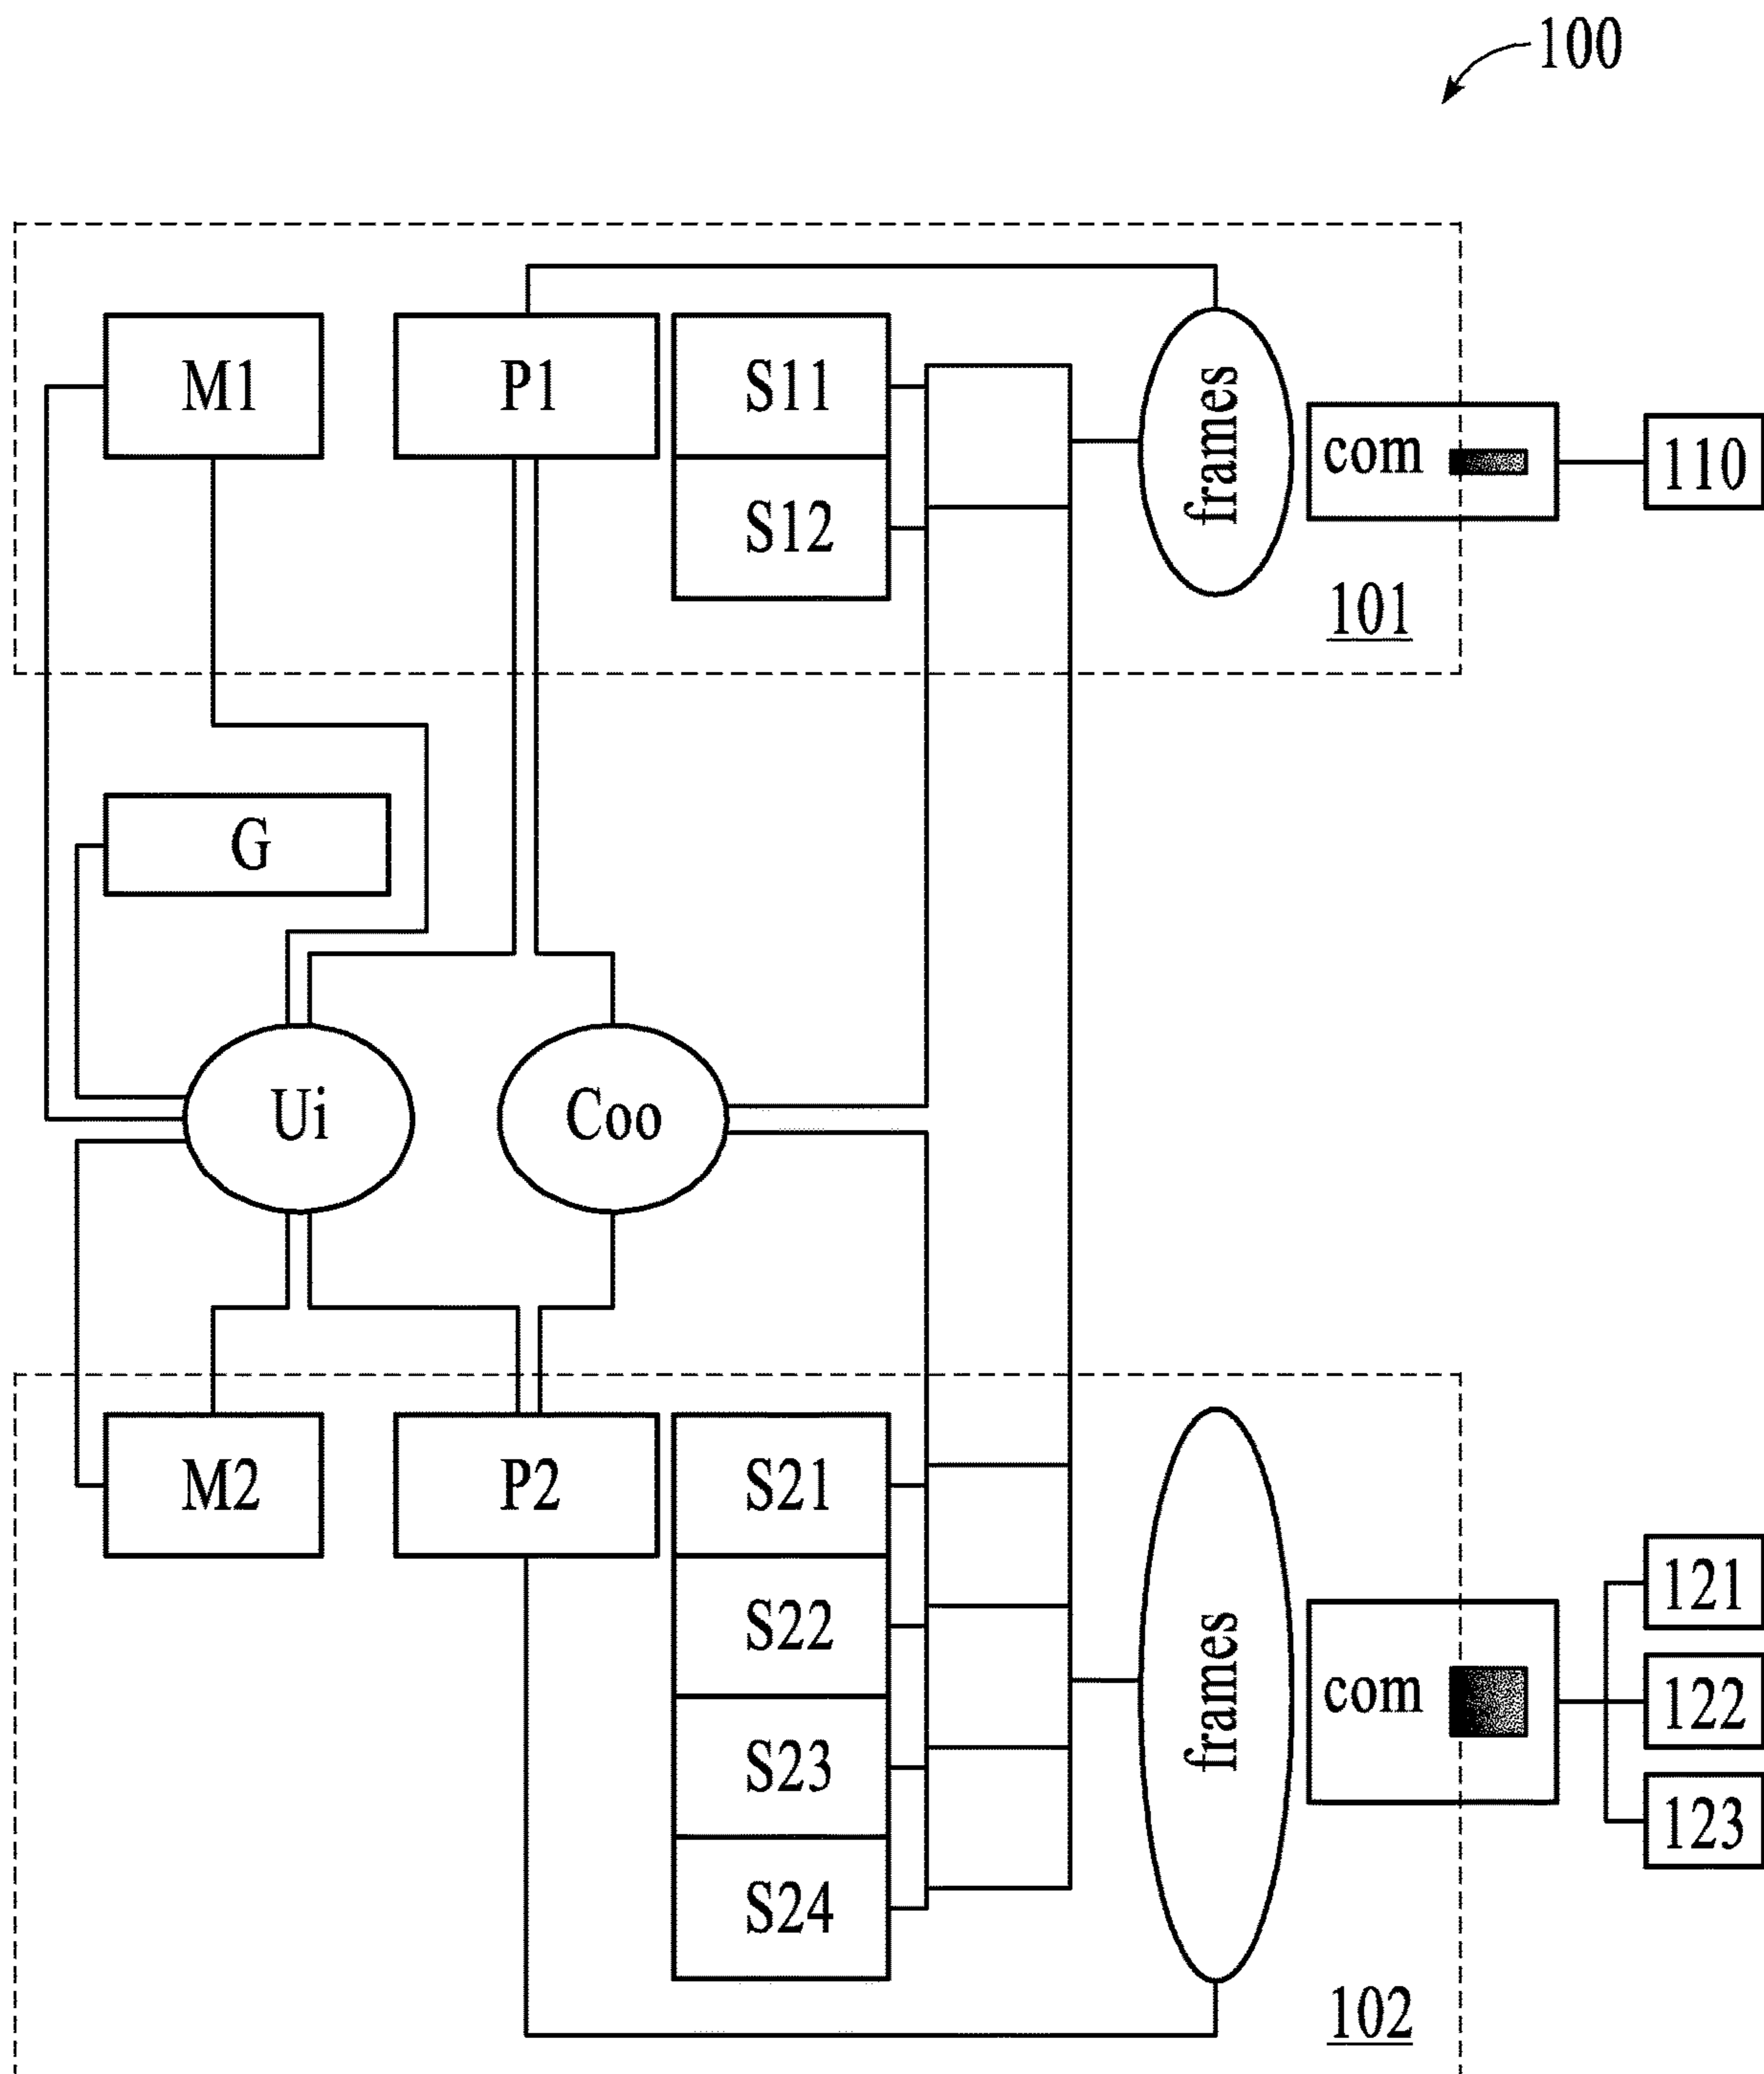 100
M1
P1
S11
frames
com
110
S12
101
G
Ui
Coo
M2
P2
S21
S22
frames
com
121
122
S23
123
S24
102